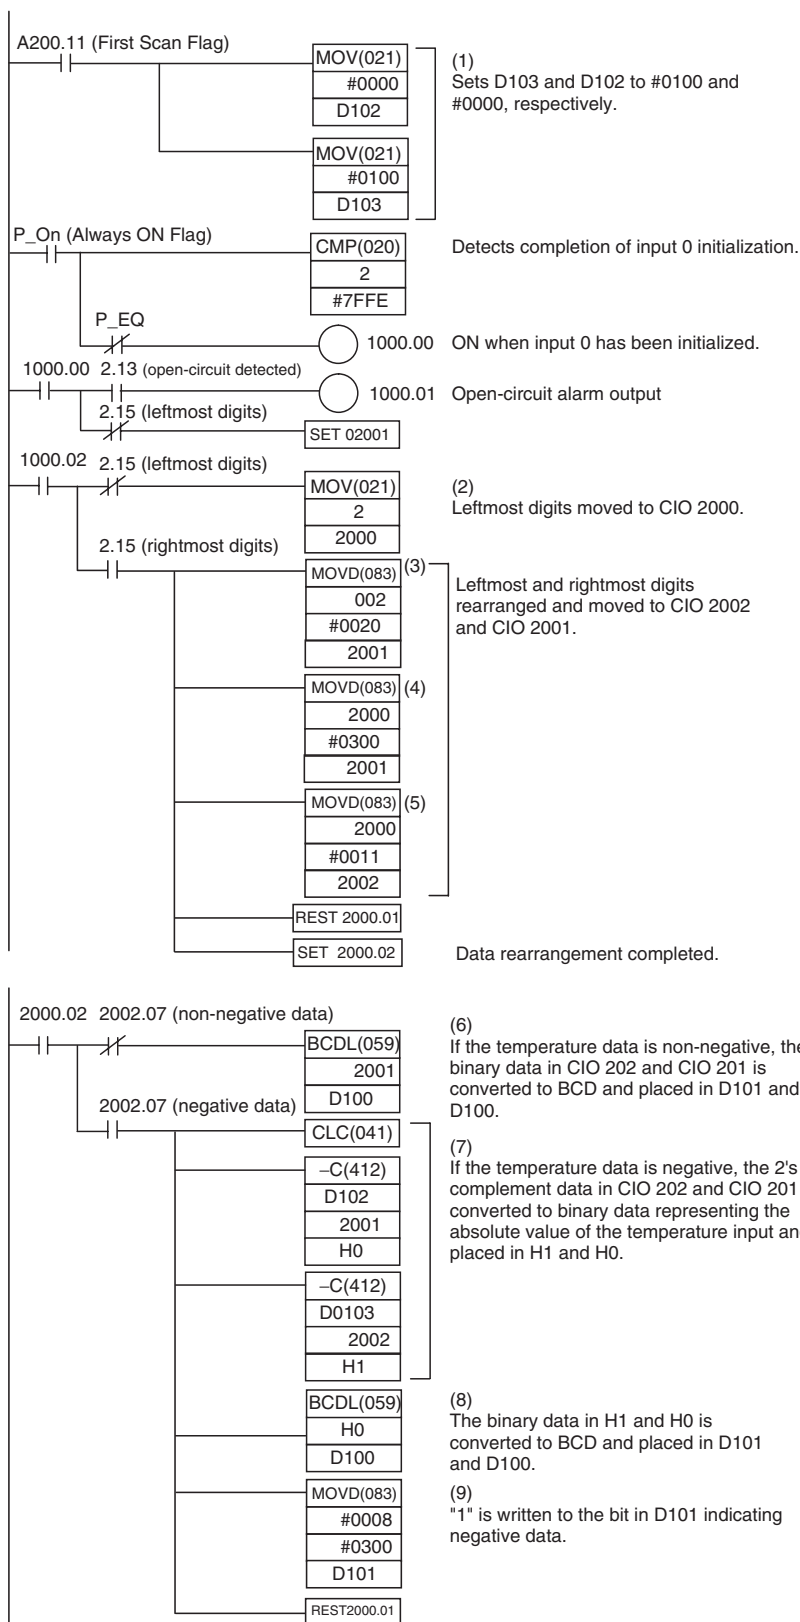 A200.11 (First Scan Flag)
MOV(021)
#0000
D102
(1)
Sets D103 and D102 to #0100 and
#0000, respectively.
MOV(021)
#0100
D103
P_On (Always ON Flag)
CMP(020)
2
#7FFE
Detects completion of input 0 initialization.
P_EQ
1000.00 ON when input 0 has been initialized.
1000.00 2.13 (open-circuit detected)
1000.01 Open-circuit alarm output
2.15 (leftmost digits)
SET 02001
1000.02 2.15 (leftmost digits)
MOV(021)
2
2000
(2)
Leftmost digits moved to CIO 2000.
2.15 (rightmost digits)
MOVD(083) (3)
002
#0020
2001
Leftmost and rightmost digits
rearranged and moved to CIO 2002
and CIO 2001.
MOVD(083) (4)
2000
#0300
2001
MOVD(083) (5)
2000
#0011
2002
REST 2000.01
SET 2000.02 Data rearrangement completed.
2000.02 2002.07 (non-negative data)
BCDL(059)
2001
D100
(6)
If the temperature data is non-negative, the
binary data in CIO 202 and CIO 201 is
converted to BCD and placed in D101 and
D100.
2002.07 (negative data)
CLC(041)
(7)
If the temperature data is negative, the 2's
complement data in CIO 202 and CIO 201
converted to binary data representing the
absolute value of the temperature input an
placed in H1 and H0.
−C(412)
D102
2001
H0
−C(412)
D0103
2002
H1
BCDL(059)
H0
D100
(8)
The binary data in H1 and H0 is
converted to BCD and placed in D101
and D100.
MOVD(083)
#0008
#0300
D101
(9)
"1" is written to the bit in D101 indicating
negative data.
REST2000.01